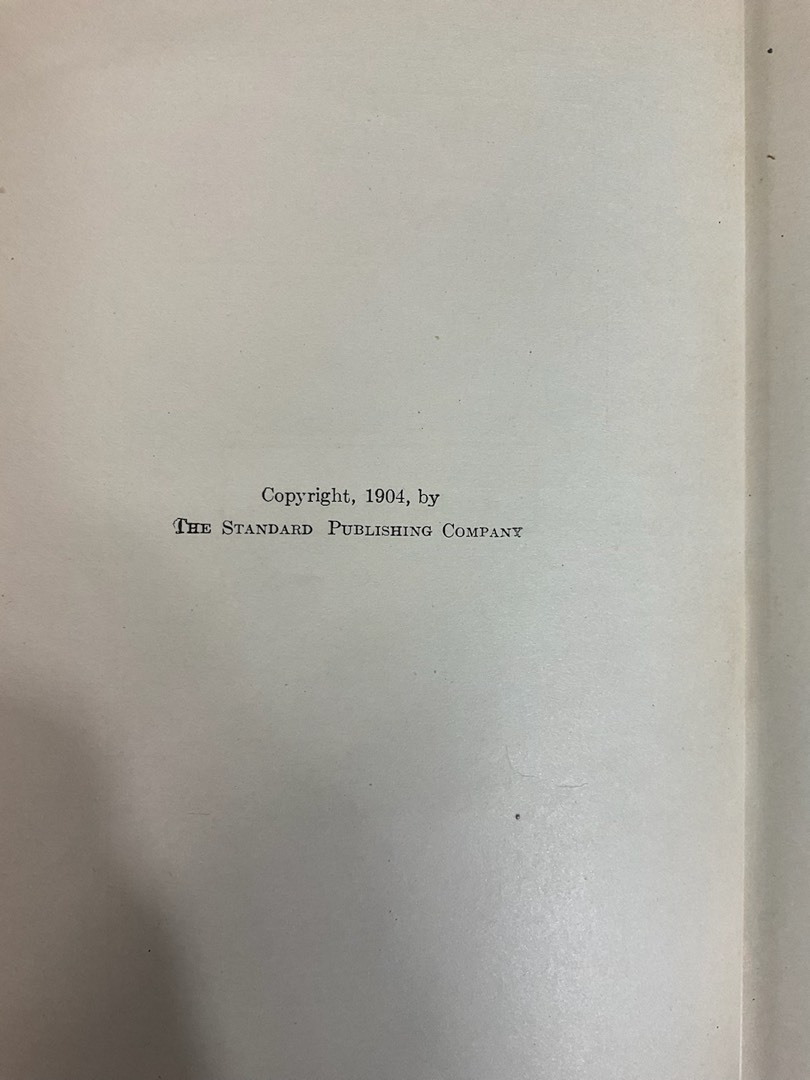 Copyright, 1904, by
THE STANDARD PUBLISHING COMPANY